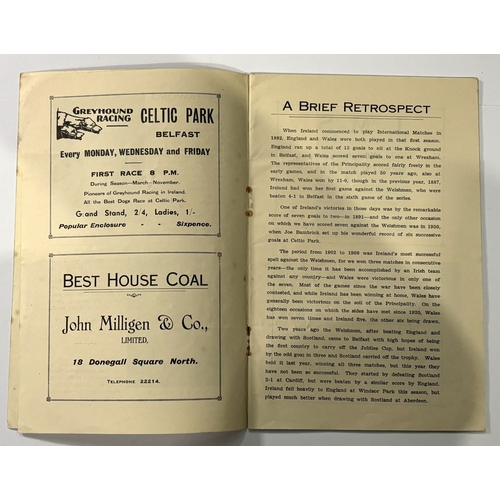 GREYHOUND
RACING
CELTIC PARK
BELFAST
Every MONDAY, WEDNESDAY and FRIDAY
FIRST RACE 8 P.M.
During Season—March—November.
Pioneers of Greyhound Racing in Ireland.
All the Best Dogs Race at Celtic Park.
Grand Stand, 2/4, Ladies, 1/-
Popular Enclosure - - Sixpence.
BEST HOUSE COAL
John Milligen & Co.,
LIMITED,
18 Donegall Square North.
TELEPHONE 22214.
A BRIEF RETROSPECT
When Ireland commenced to play International Matches in
1882, England and Wales were both played in that first season.
England ran up a total of 13 goals to nil at the Knock ground
in Belfast, and Wales scored seven goals to one at Wrexham.
The representatives of the Principality scored fairly freely in the
early games, and in the match played 50 years ago, also at
Wrexham, Wales won by 11-0, though in the previous year, 1887,
Ireland had won her first game against the Welshmen, who were
beaten 4-1 in Belfast in the sixth game of the series.
One of Ireland's victories in those days was by the remarkable
score of seven goals to two—in 1891—and the only other occasion
on which we have scored seven against the Welshmen was in 1930,
when Joe Bambrick set up his wonderful record of six successive
goals at Celtic Park.
The period from 1902 to 1908 was Ireland's most successful
spell against the Welshmen, for we won three matches in consecutive
years—the only time it has been accomplished by an Irish team
against any country—and Wales were victorious in only one of
the seven. Most of the games since the war have been closely
contested, and while Ireland has been winning at home, Wales have
generally been victorious on the soil of the Principality. On the
eighteen occasions on which the sides have met since 1920, Wales
has won seven times and Ireland five, the other six being drawn.
Two years ago the Welshmen, after beating England and
drawing with Scotland, came to Belfast with high hopes of being
the first country to carry off the Jubilee Cup, but Ireland won
by the odd goal in three and Scotland carried off the trophy. Wales
held it last year, winning all three matches, but this year they
have not been so successful. They started by defeating Scotland
2-1 at Cardiff, but were beaten by a similar score by England.
Ireland fell heavily to England at Windsor Park this season, but
played much better when drawing with Scotland at Aberdeen.